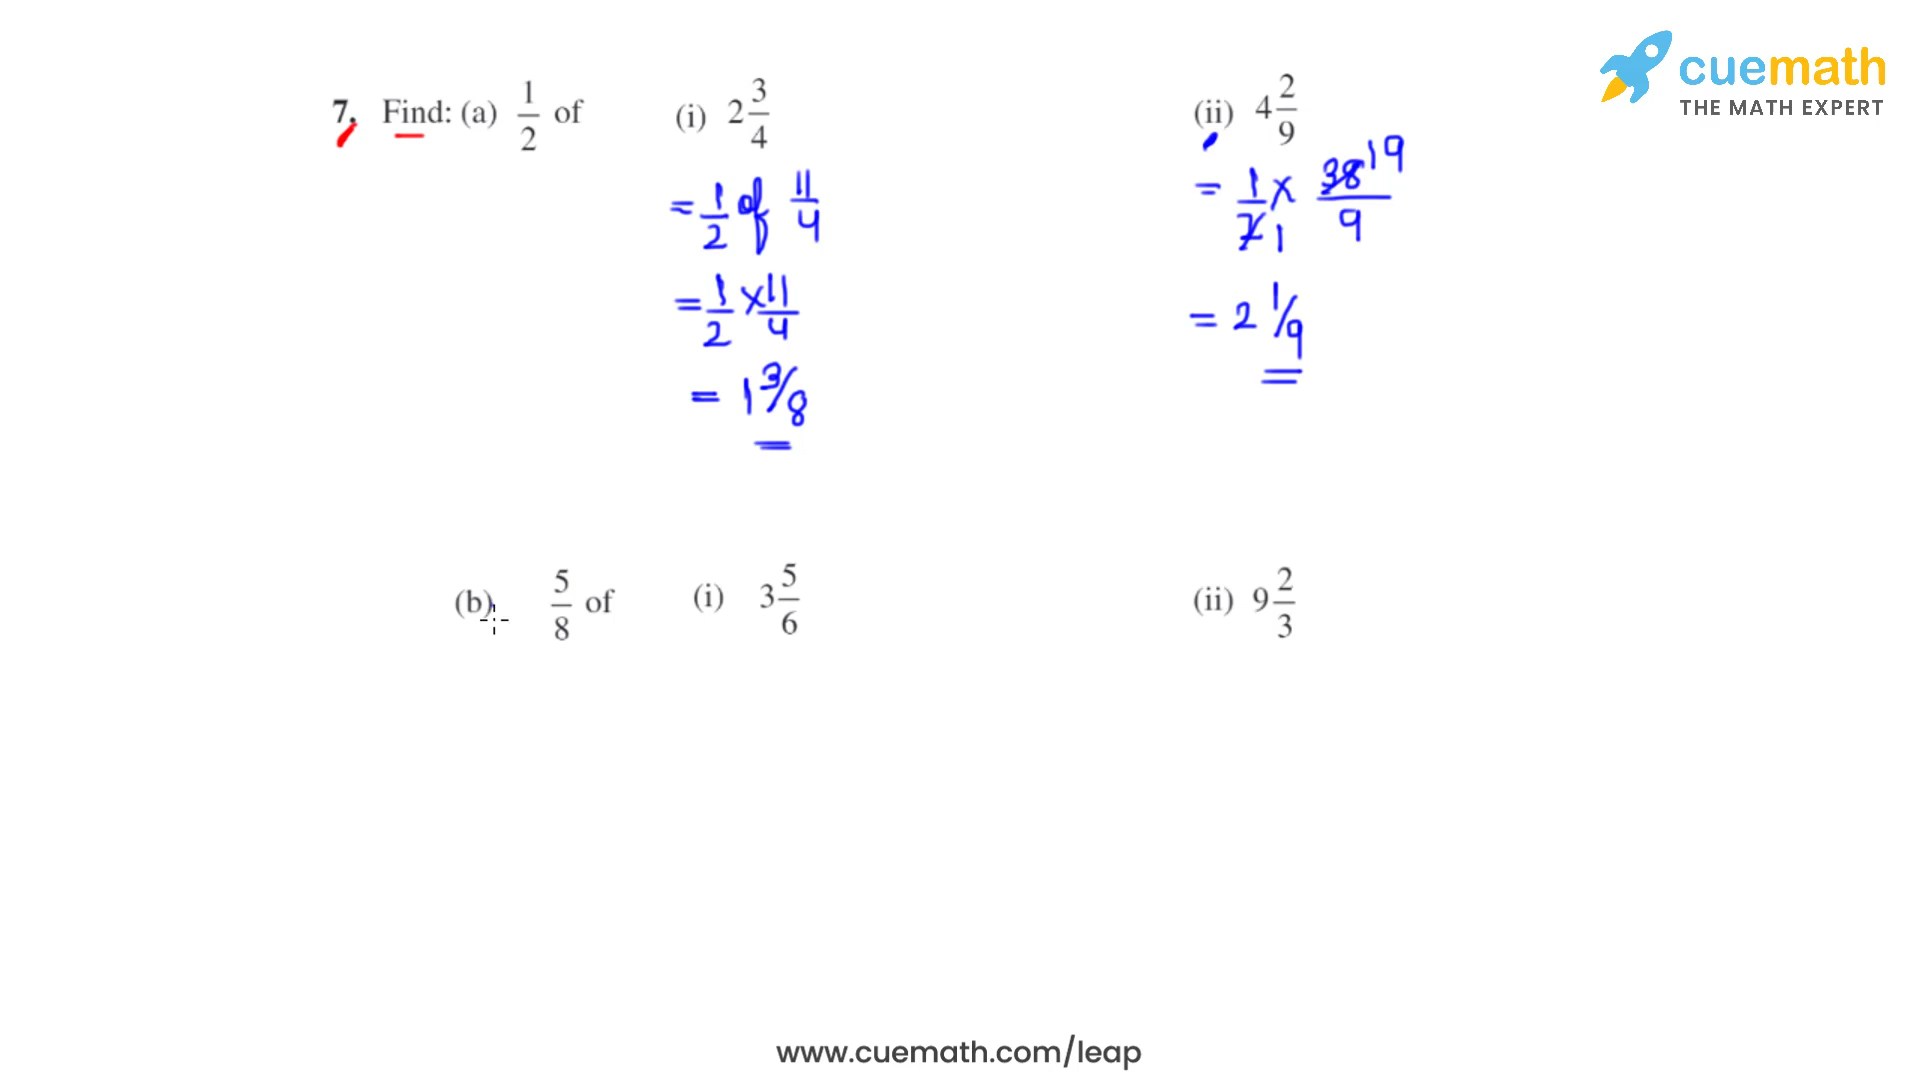 cuemath
THE MATH EXPERT
7. Find: (a) 1/2 of (i) 2 3/4 (ii) 4 2/9
= 1/2 of 11/4
= 1/2 × 11/4
= 1 3/8
= 1/2 1 × 38 19/9
= 2 1/9
(b) 5/8 of (i) 3 5/6 (ii) 9 2/3
www.cuemath.com/leap